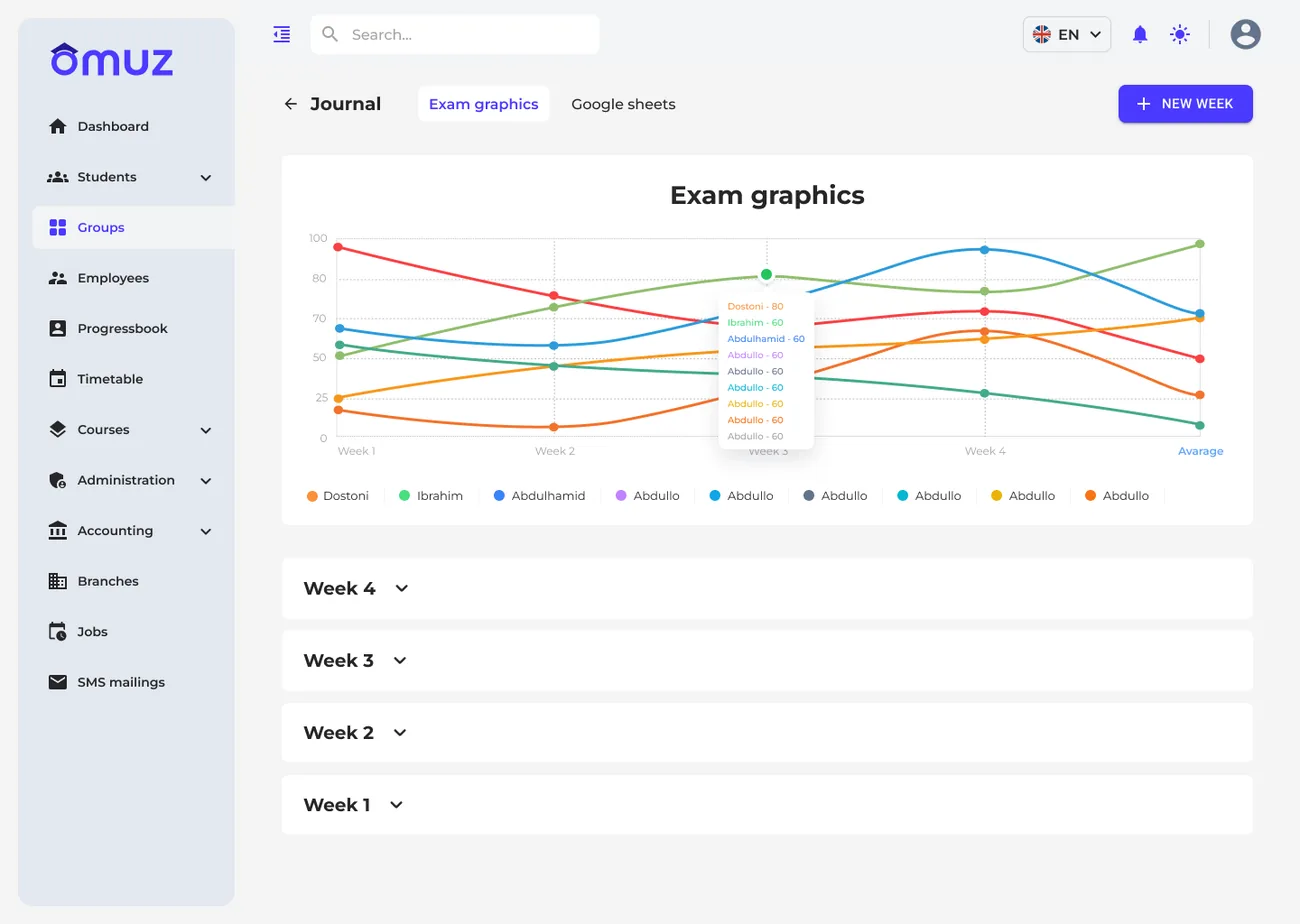 ômuz
Search...
EN
Dashboard
Students
Groups
Employees
Progressbook
Timetable
Courses
Administration
Accounting
Branches
Jobs
SMS mailings
Journal
Exam graphics
Google sheets
+ NEW WEEK
Exam graphics
100
80
70
50
25
0
Dostoni - 80
Ibrahim - 60
Abdulhamid - 60
Abdullo - 60
Abdullo - 60
Abdullo - 60
Abdullo - 60
Abdullo - 60
Abdullo - 60
Week 1 Week 2 Week 3 Week 4 Avarage
Dostoni Ibrahim Abdulhamid Abdullo Abdullo Abdullo Abdullo Abdullo Abdullo
Week 4
Week 3
Week 2
Week 1